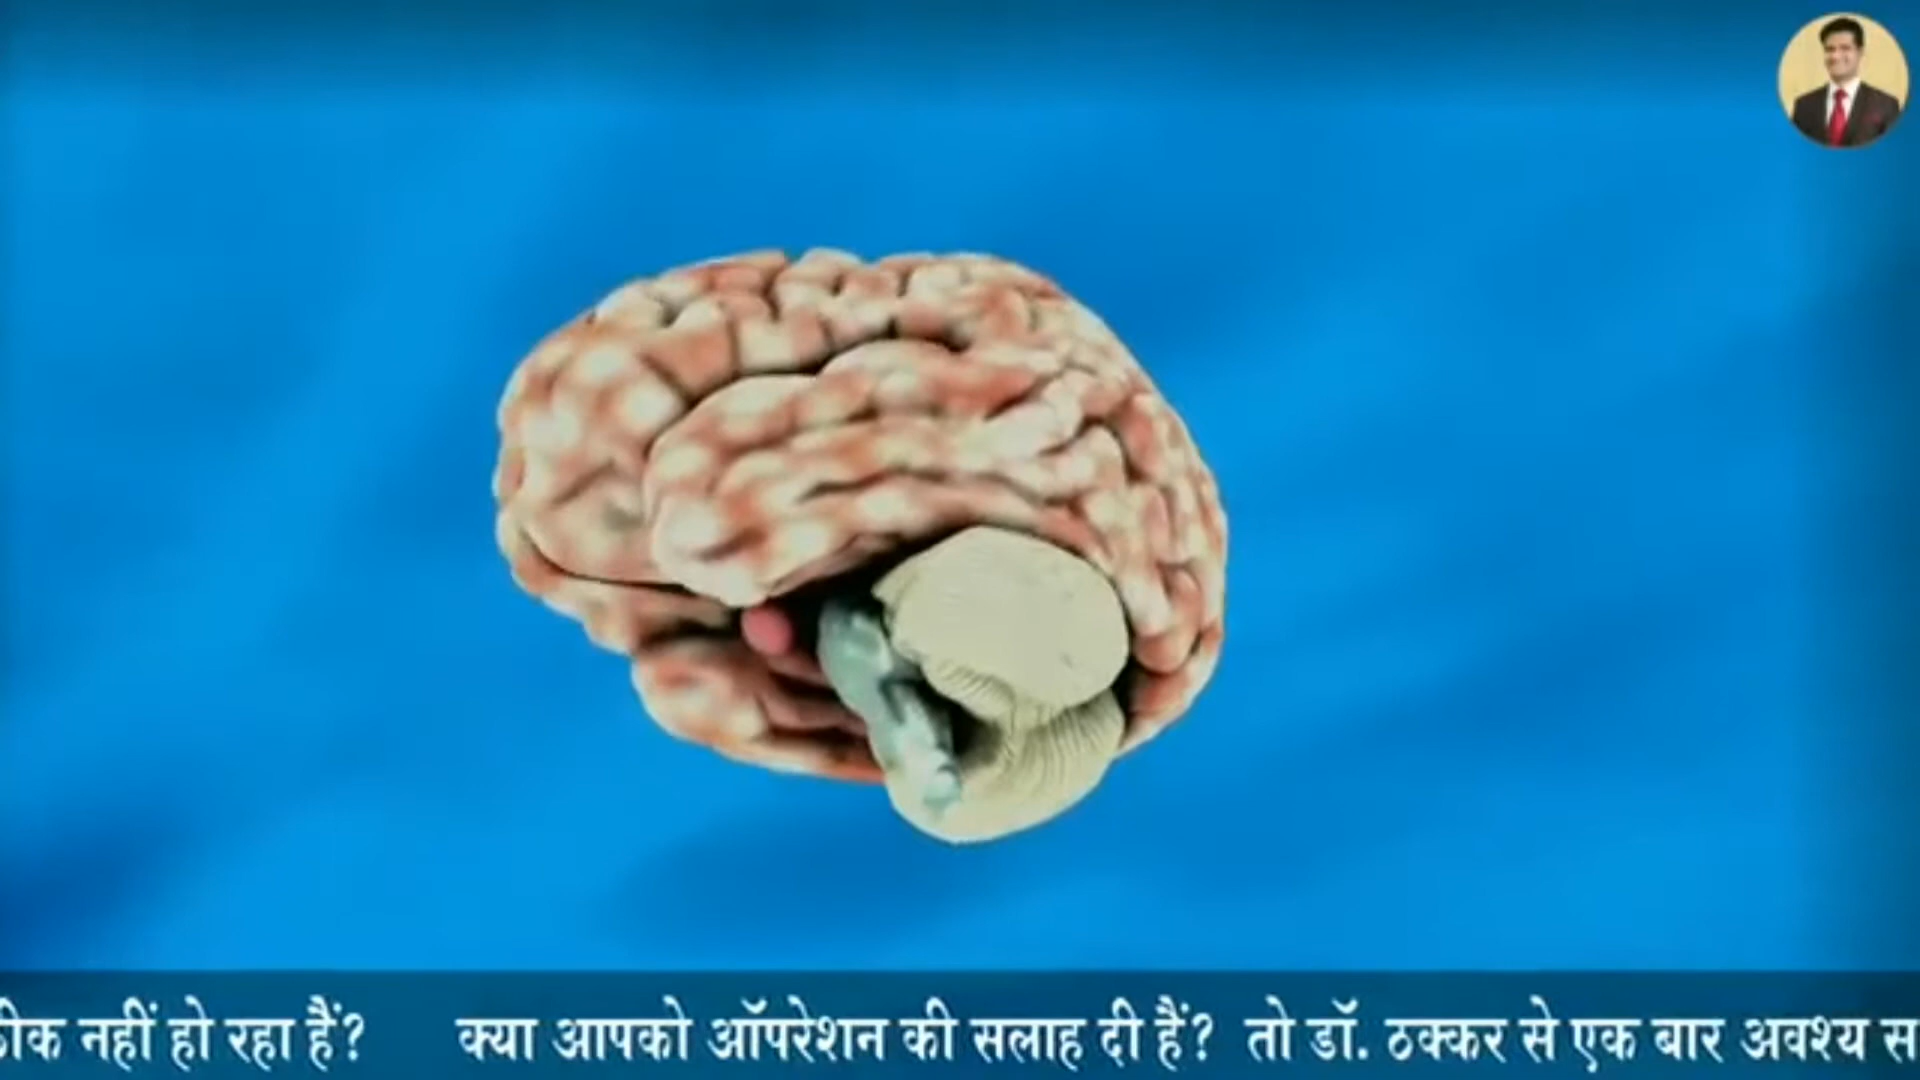 ठीक नहीं हो रहा हैं? क्या आपको ऑपरेशन की सलाह दी हैं? तो डॉ. ठक्कर से एक बार अवश्य